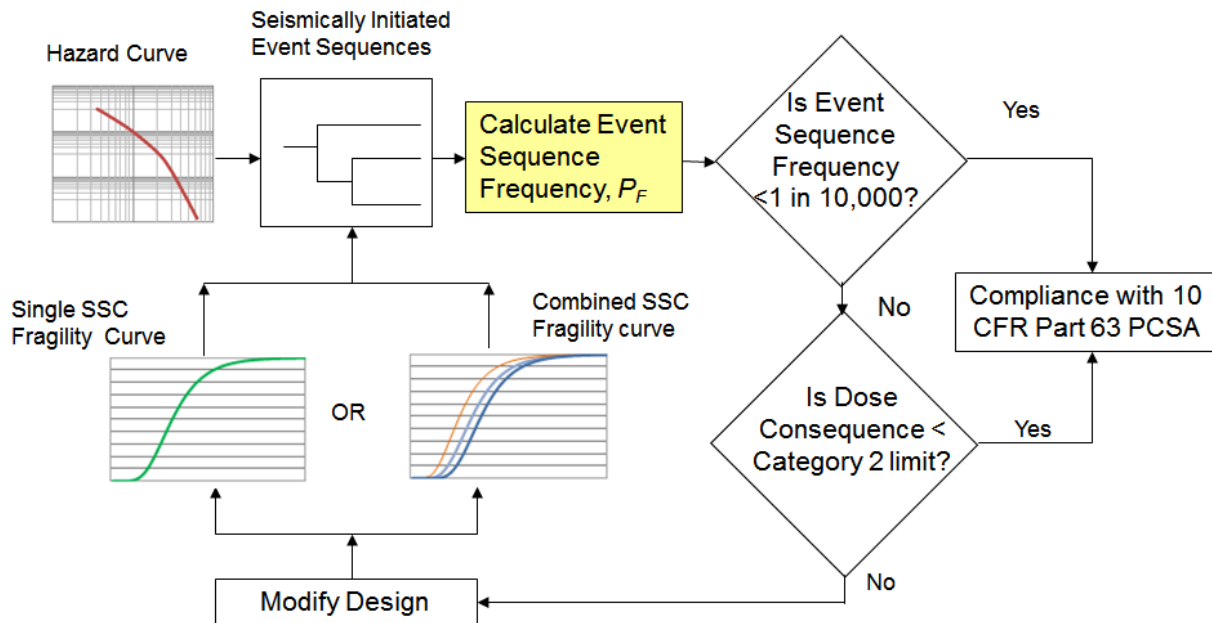 Seismically Initiated
Event Sequences
Hazard Curve
Calculate Event
Sequence
Frequency, P_F
Is Event
Sequence
Frequency
<1 in 10,000?
Yes
Single SSC
Fragility Curve
OR
Combined SSC
Fragility curve
No
Compliance with 10
CFR Part 63 PCSA
Is Dose
Consequence <
Category 2 limit?
Yes
No
Modify Design